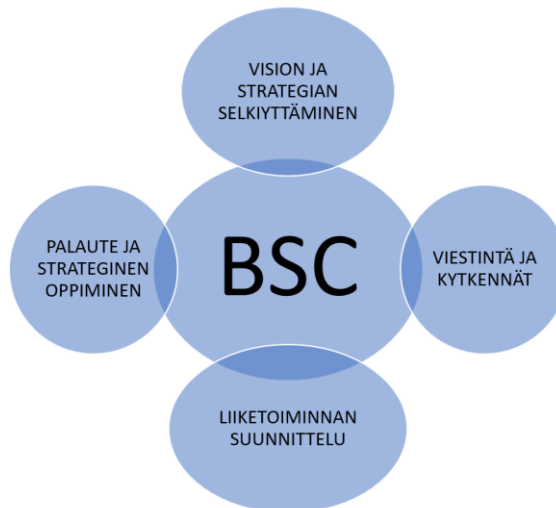 VISION JA
STRATEGIAN
SELKIYTTÄMINEN
PALAUTE JA
STRATEGINEN
OPPIMINEN
BSC
VIESTINTÄ JA
KYTKENNÄT
LIIKETOIMINNAN
SUUNNITTELU